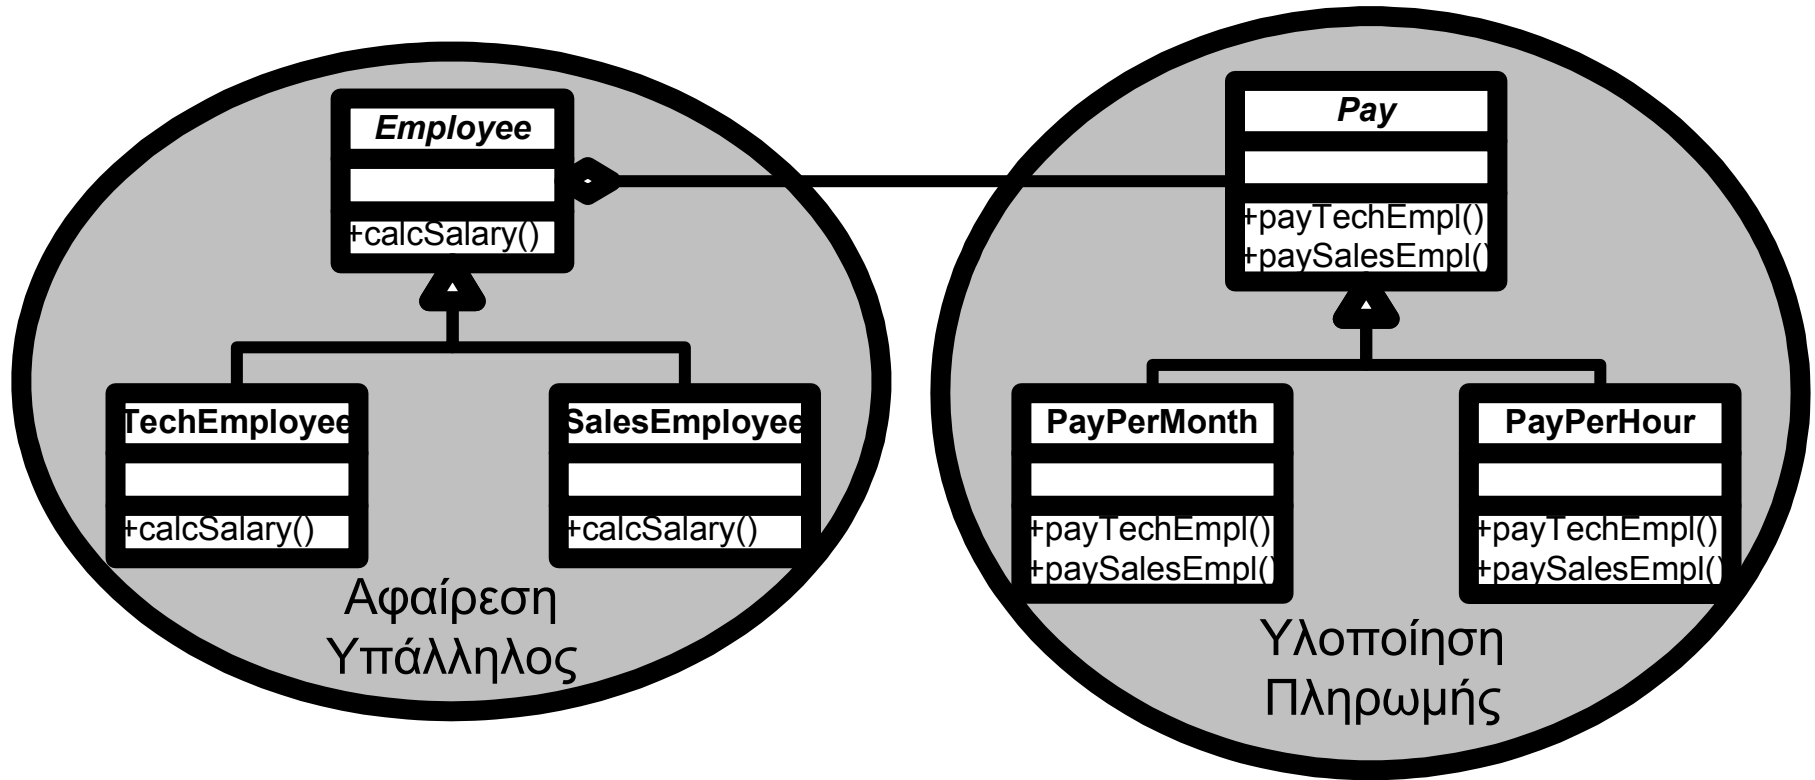 Employee
+calcSalary()
TechEmployee
+calcSalary()
SalesEmployee
+calcSalary()
Αφαίρεση
Υπάλληλος
Pay
+payTechEmpl()
+paySalesEmpl()
PayPerMonth
+payTechEmpl()
+paySalesEmpl()
PayPerHour
+payTechEmpl()
+paySalesEmpl()
Υλοποίηση
Πληρωμής